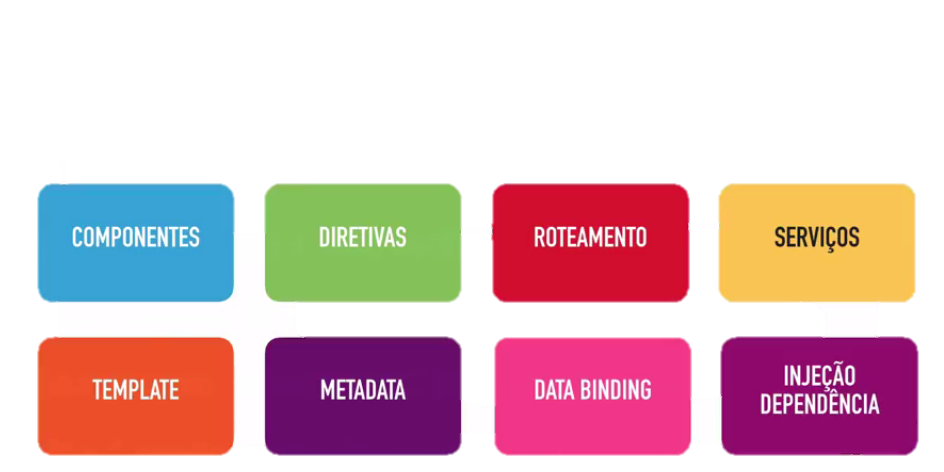 COMPONENTES
DIRETIVAS
ROTEAMENTO
SERVIÇOS
TEMPLATE
METADATA
DATA BINDING
INJEÇÃO
DEPENDÊNCIA